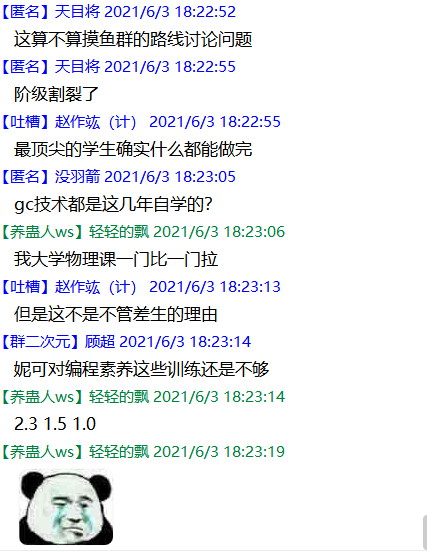 【匿名】天目将 2021/6/3 18:22:52
这算不算摸鱼群的路线讨论问题
【匿名】天目将 2021/6/3 18:22:55
阶级割裂了
【吐槽】赵作竑（计） 2021/6/3 18:22:55
最顶尖的学生确实什么都能做完
【匿名】没羽箭 2021/6/3 18:23:05
gc技术都是这几年自学的？
【养蛊人ws】轻轻的飘 2021/6/3 18:23:06
我大学物理课一门比一门拉
【吐槽】赵作竑（计） 2021/6/3 18:23:13
但是这不是不管差生的理由
【群二次元】顾超 2021/6/3 18:23:14
妮可对编程素养这些训练还是不够
【养蛊人ws】轻轻的飘 2021/6/3 18:23:14
2.3 1.5 1.0
【养蛊人ws】轻轻的飘 2021/6/3 18:23:19